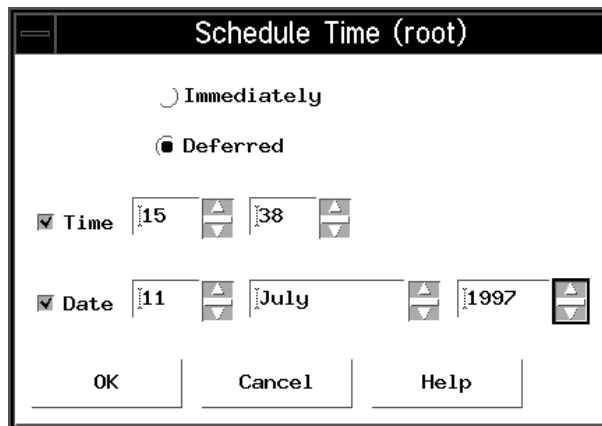 Schedule Time (root)
Immediately
Deferred
Time 15 38
Date 11 July 1997
OK Cancel Help